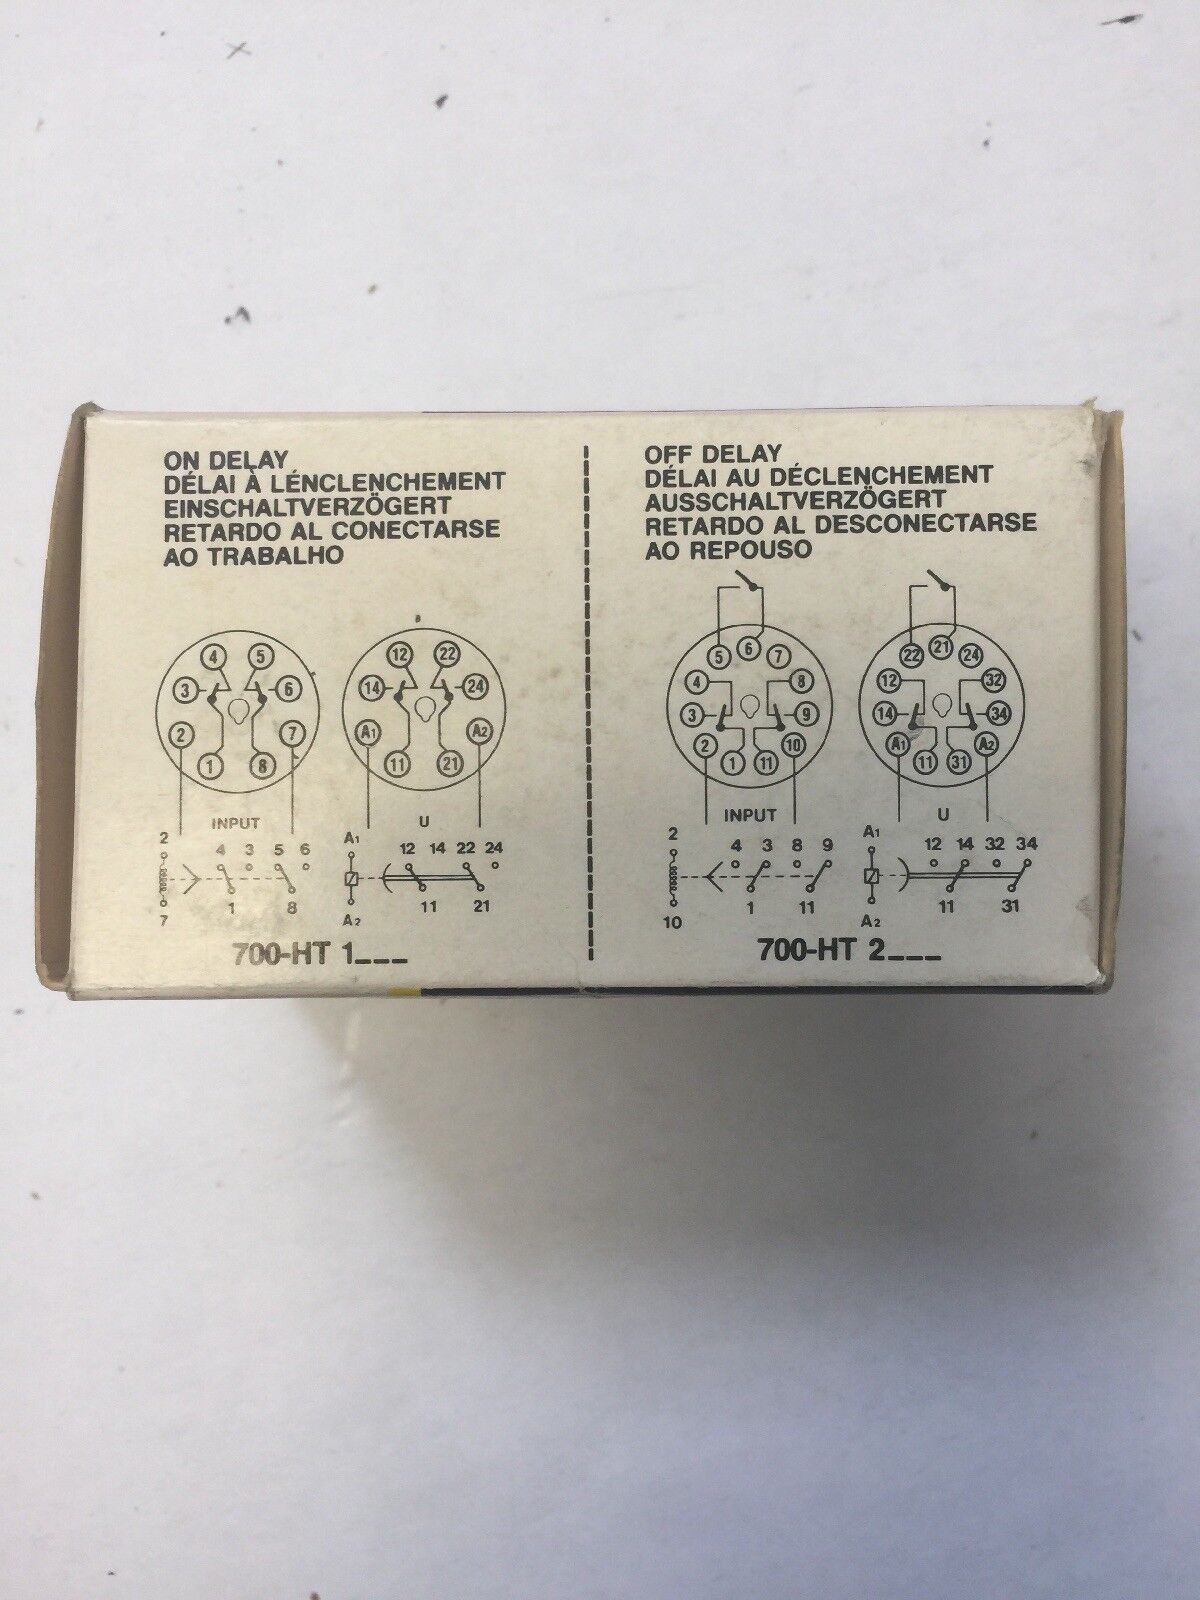 ON DELAY
DÉLAI À LÉNCLENCHEMENT
EINSCHALTVERZÖGERT
RETARDO AL CONECTARSE
AO TRABALHO
4 5
3 6
2 7
1 8
INPUT
2
4 3 5 6
1 8
7
12 22
14 24
A1 A2
11 21
U
A1
12 14 22 24
11 21
A2
700-HT 1___
OFF DELAY
DÉLAI AU DÉCLENCHEMENT
AUSSCHALTVERZÖGERT
RETARDO AL DESCONECTARSE
AO REPOUSO
5 6 7
4 8
3 9
2 10
1 11
INPUT
2
4 3 8 9
1 11
10
22 21 24
12 32
14 34
A1 A2
11 31
U
A1
12 14 32 34
11 31
A2
700-HT 2___